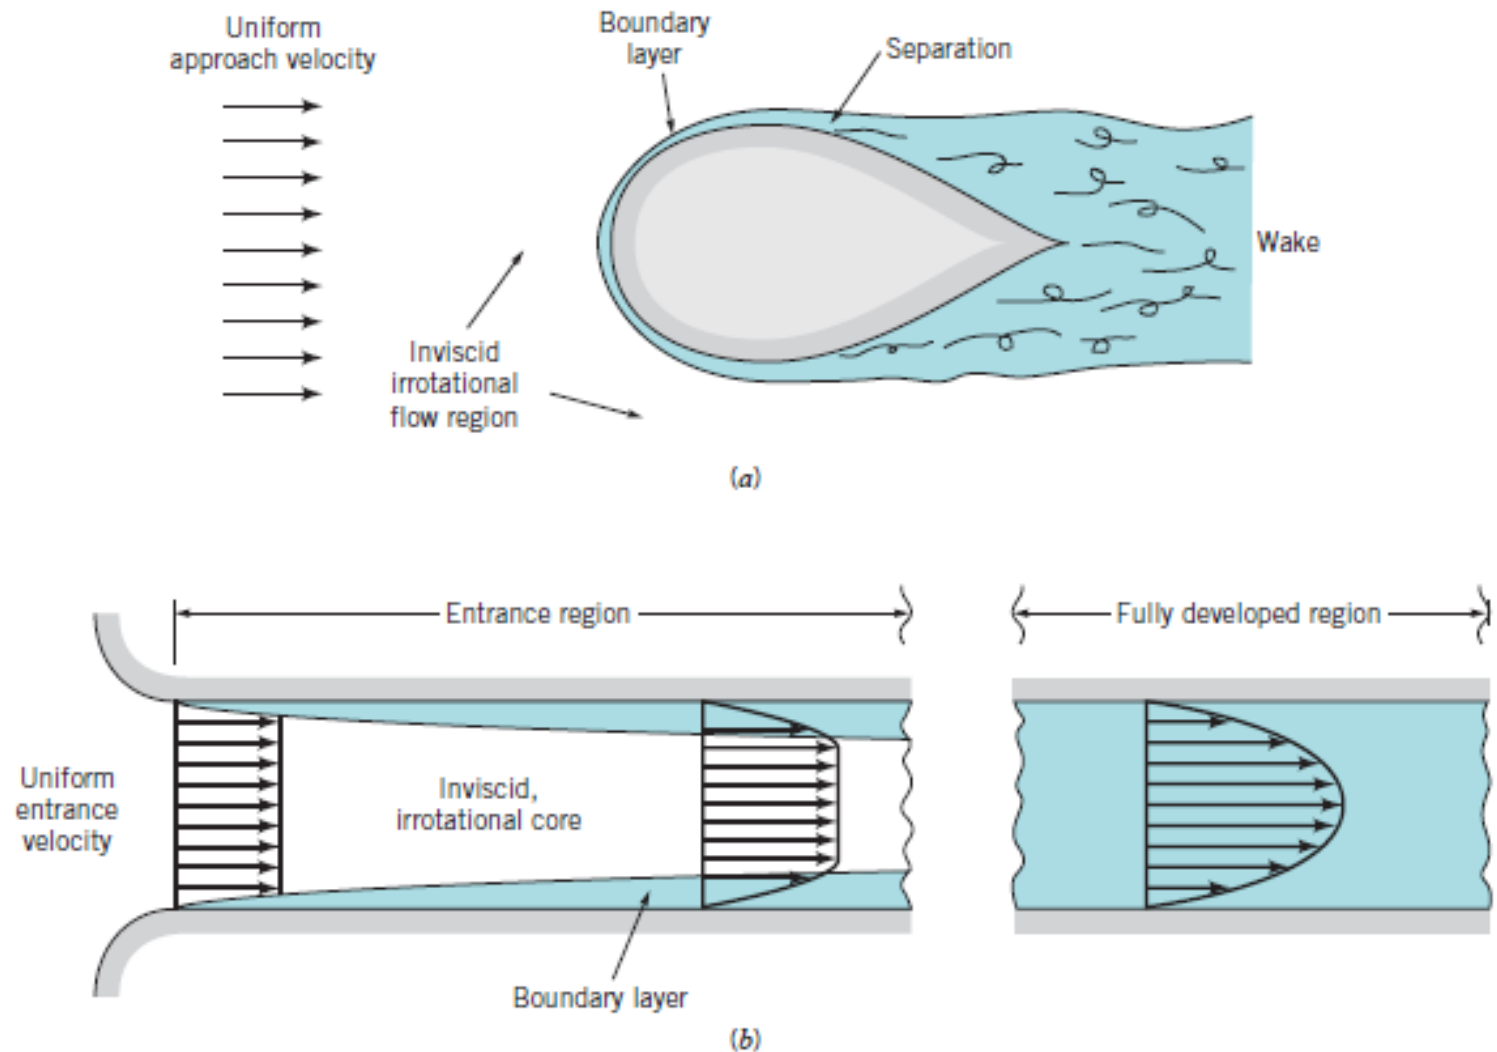 Uniform
approach velocity
Boundary
layer
Separation
Wake
Inviscid
irrotational
flow region
(a)
Entrance region
Fully developed region
Uniform
entrance
velocity
Inviscid,
irrotational core
Boundary layer
(b)